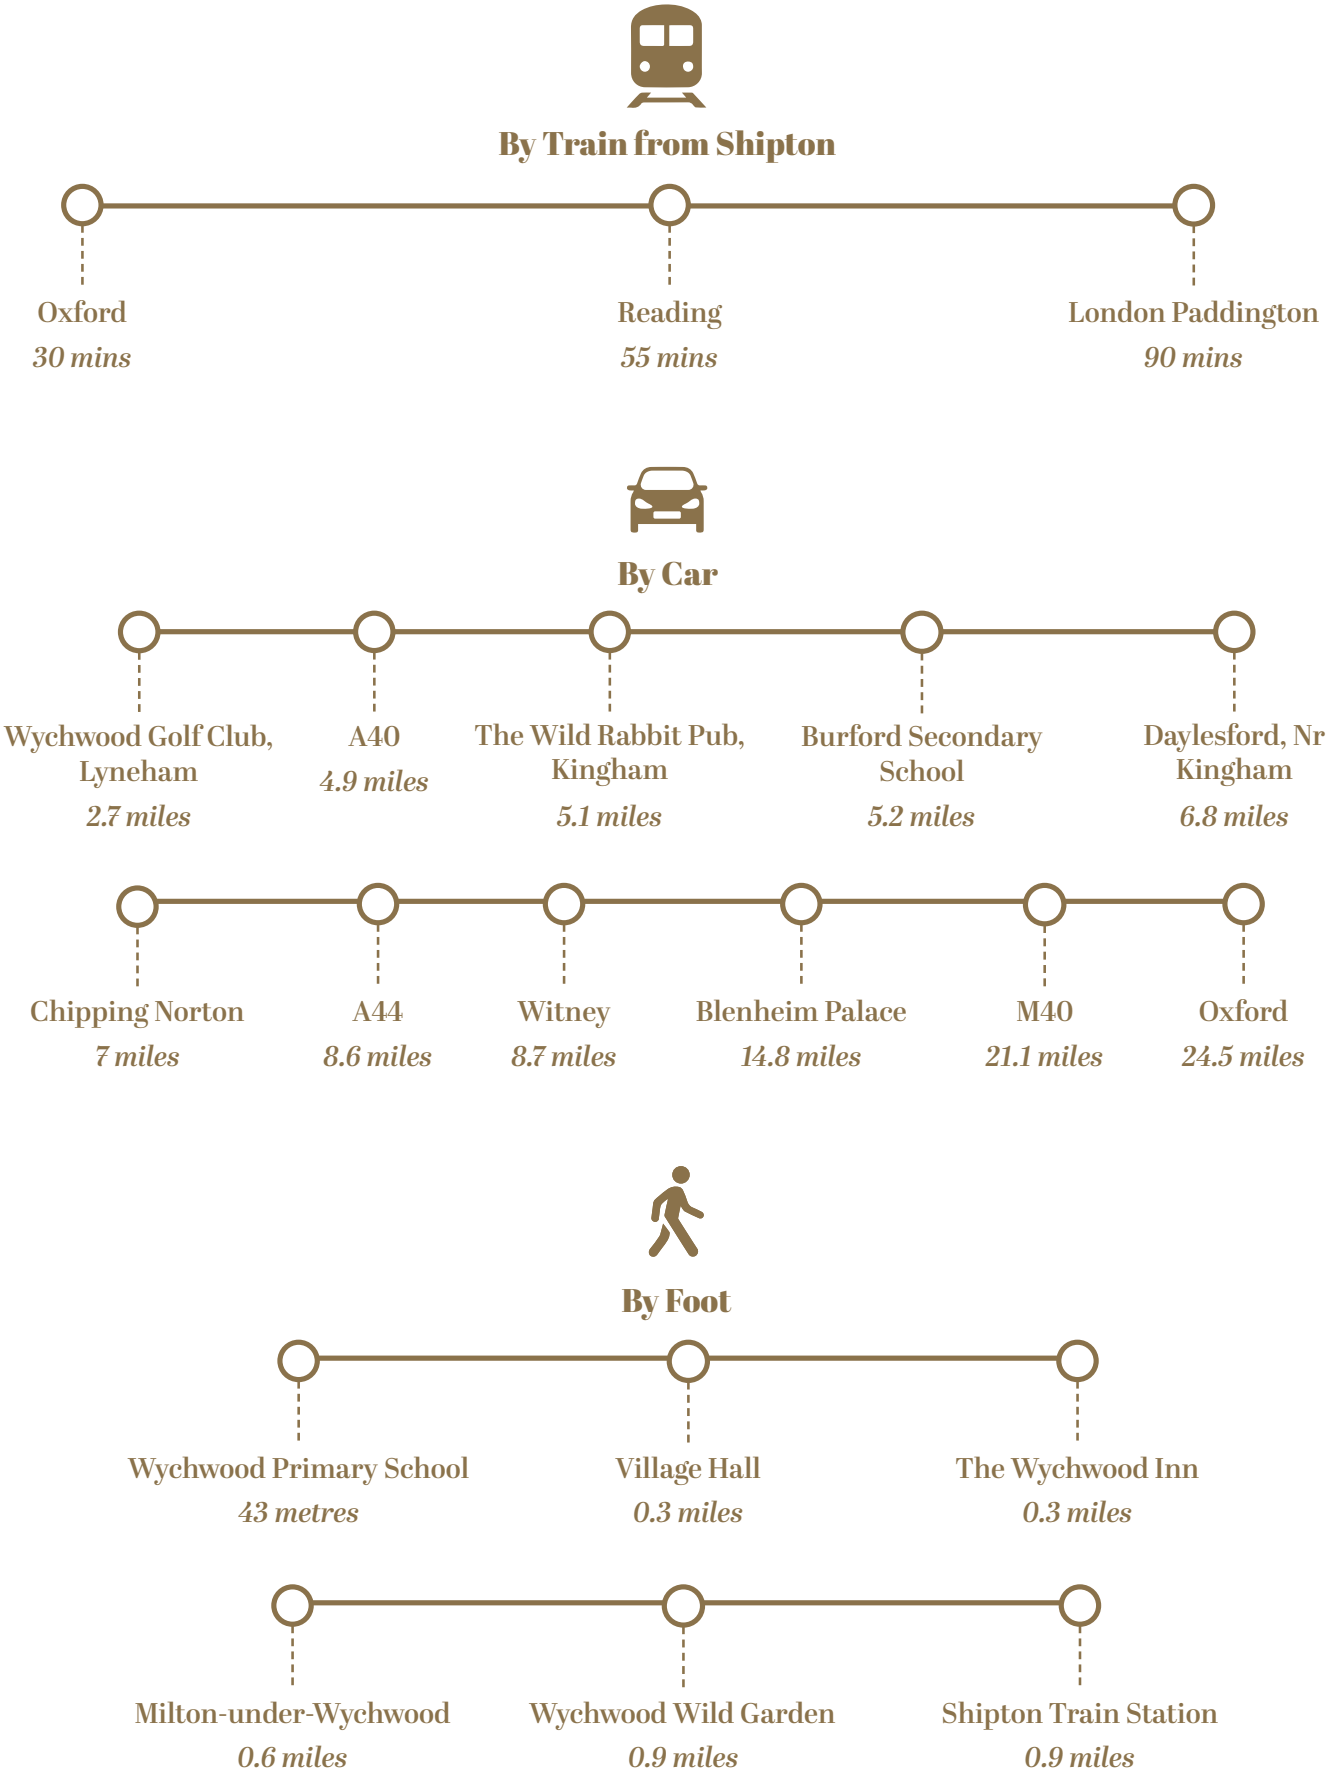 By Train from Shipton
Oxford
30 mins
Reading
55 mins
London Paddington
90 mins
By Car
Wychwood Golf Club,
Lyneham
2.7 miles
A40
4.9 miles
The Wild Rabbit Pub,
Kingham
5.1 miles
Burford Secondary
School
5.2 miles
Daylesford, Nr
Kingham
6.8 miles
Chipping Norton
7 miles
A44
8.6 miles
Witney
8.7 miles
Blenheim Palace
14.8 miles
M40
21.1 miles
Oxford
24.5 miles
By Foot
Wychwood Primary School
43 metres
Village Hall
0.3 miles
The Wychwood Inn
0.3 miles
Milton-under-Wychwood
0.6 miles
Wychwood Wild Garden
0.9 miles
Shipton Train Station
0.9 miles